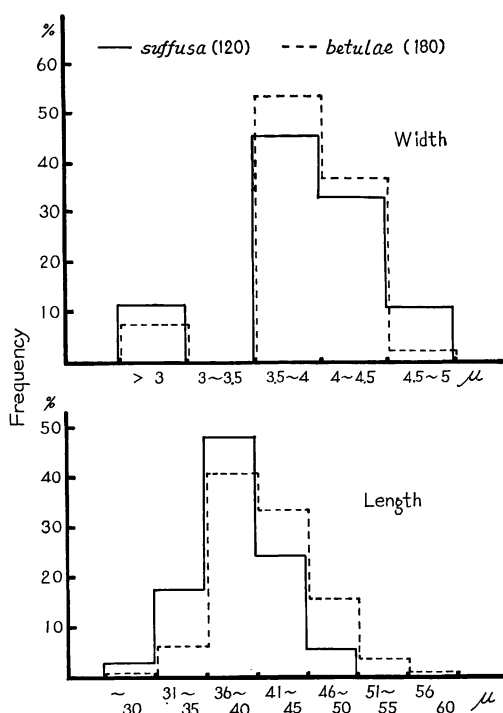 %
— suffusa (120) --- betulae (180)
60
50
Width
40
30
20
10
> 3 3~3.5 3.5~4 4~4.5 4.5~5 μ
Frequency
%
50
Length
40
30
20
10
~30 31~35 36~40 41~45 46~50 51~55 56~60 μ